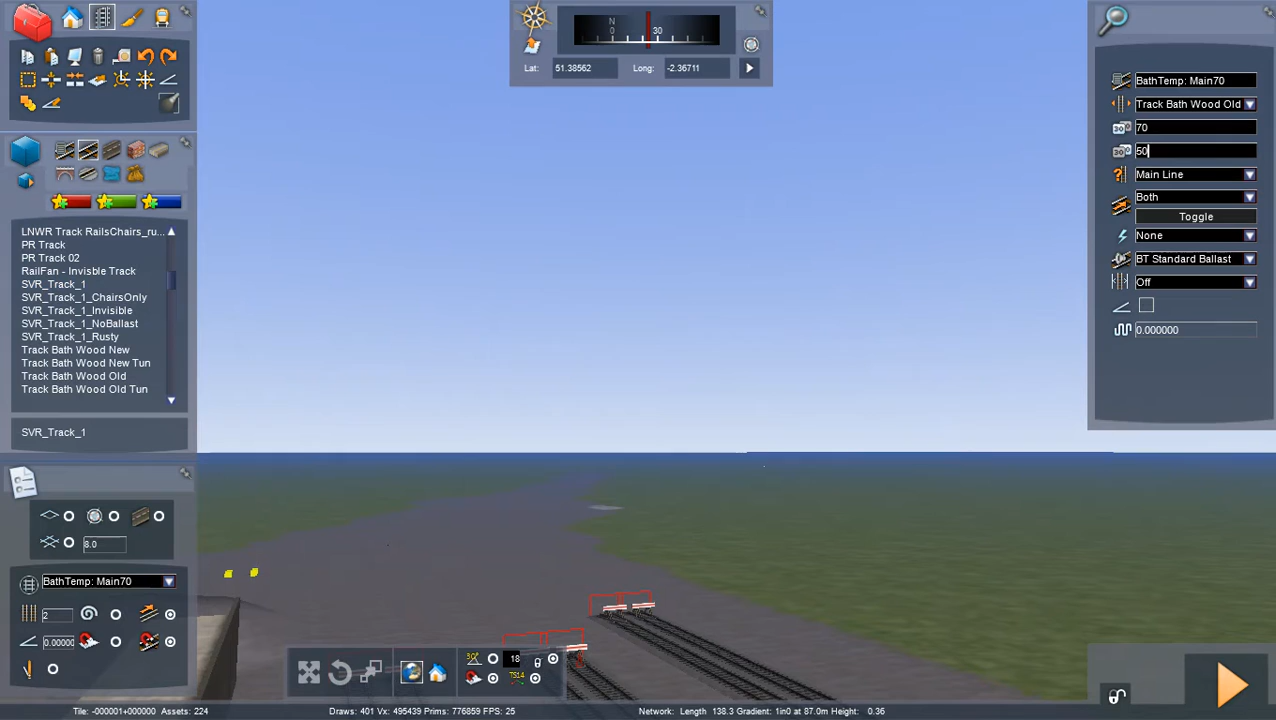 N
0
30
Lat:
51.38562
Long:
-2.36711
BathTemp: Main70
Track Bath Wood Old
70
50
Main Line
Both
Toggle
None
BT Standard Ballast
Off
0.000000
LNWR Track RailsChairs_ru...
PR Track
PR Track 02
RailFan - Invisble Track
SVR_Track_1
SVR_Track_1_ChairsOnly
SVR_Track_1_Invisible
SVR_Track_1_NoBallast
SVR_Track_1_Rusty
Track Bath Wood New
Track Bath Wood New Tun
Track Bath Wood Old
Track Bath Wood Old Tun
SVR_Track_1
8.0
BathTemp: Main70
2
0.00000
30°
18
TS14
Tile: -000001+000000 Assets: 224
Draws: 401 Vx: 495439 Prims: 776859 FPS: 25
Network: Length 138.3 Gradient: 1in0 at 87.0m Height: 0.36